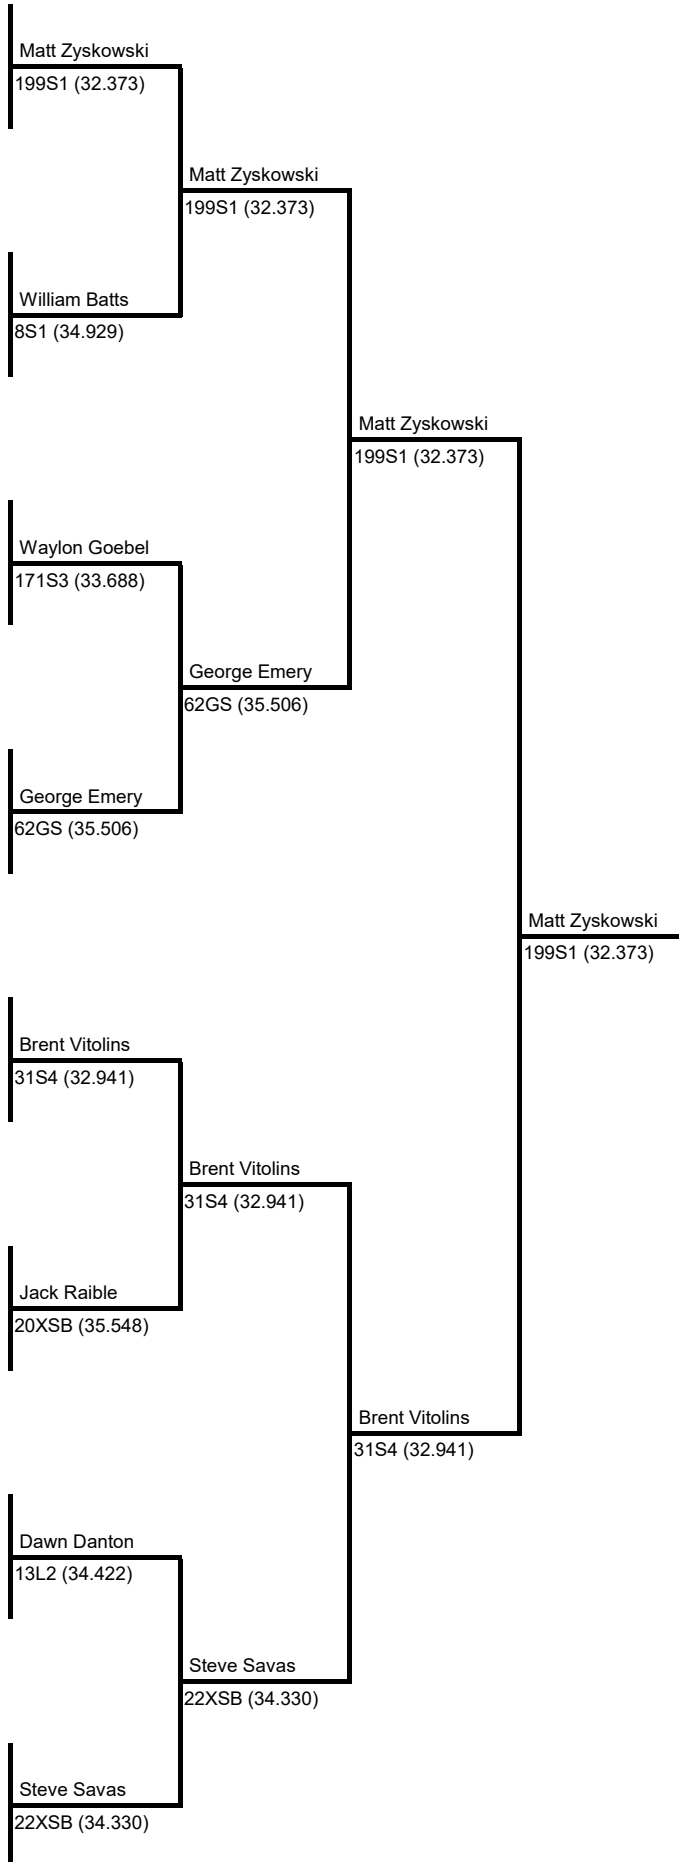 Matt Zyskowski
199S1 (32.373)
Matt Zyskowski
199S1 (32.373)
William Batts
8S1 (34.929)
Matt Zyskowski
199S1 (32.373)
Waylon Goebel
171S3 (33.688)
George Emery
62GS (35.506)
George Emery
62GS (35.506)
Matt Zyskowski
199S1 (32.373)
Brent Vitolins
31S4 (32.941)
Brent Vitolins
31S4 (32.941)
Jack Raible
20XSB (35.548)
Brent Vitolins
31S4 (32.941)
Dawn Danton
13L2 (34.422)
Steve Savas
22XSB (34.330)
Steve Savas
22XSB (34.330)